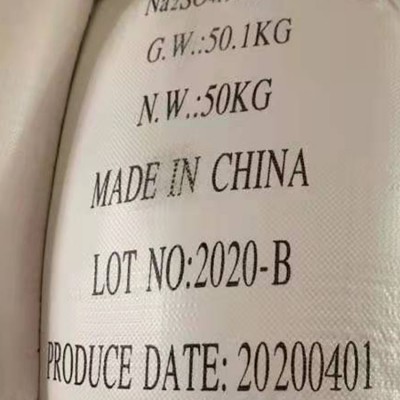 G.W.:50.1KG
N.W.:50KG
MADE IN CHINA
LOT NO:2020-B
PRODUCE DATE: 20200401